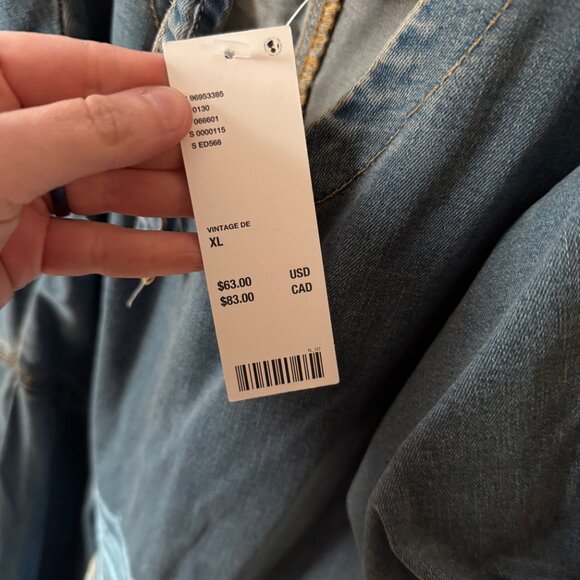 96953385
0130
066601
S 0000115
S ED568
VINTAGE DE
XL
$63.00 USD
$83.00 CAD